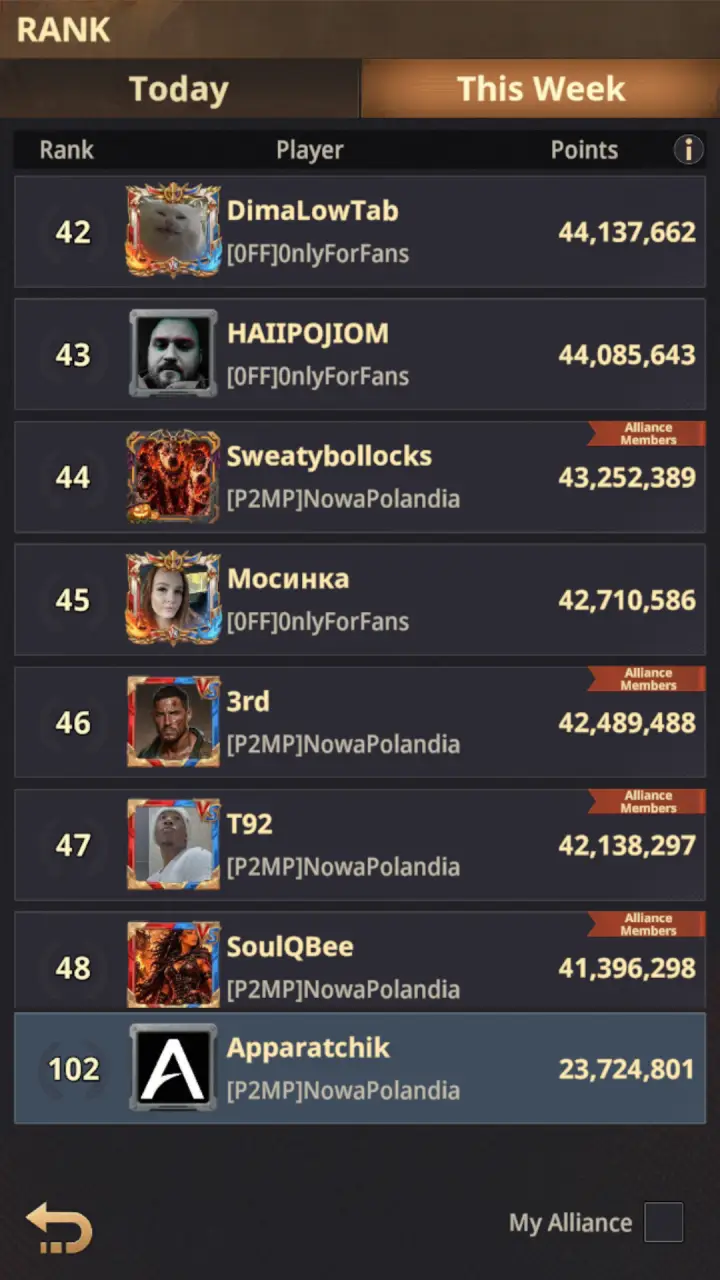 RANK
Today
This Week
Rank
Player
Points
i
42
DimaLowTab
[0FF]0nlyForFans
44,137,662
43
HAIIPOJIOM
[0FF]0nlyForFans
44,085,643
Alliance
Members
44
Sweatybollocks
[P2MP]NowaPolandia
43,252,389
45
Мосинка
[0FF]0nlyForFans
42,710,586
Alliance
Members
46
3rd
[P2MP]NowaPolandia
42,489,488
Alliance
Members
47
T92
[P2MP]NowaPolandia
42,138,297
Alliance
Members
48
SoulQBee
[P2MP]NowaPolandia
41,396,298
102
Apparatchik
[P2MP]NowaPolandia
23,724,801
My Alliance